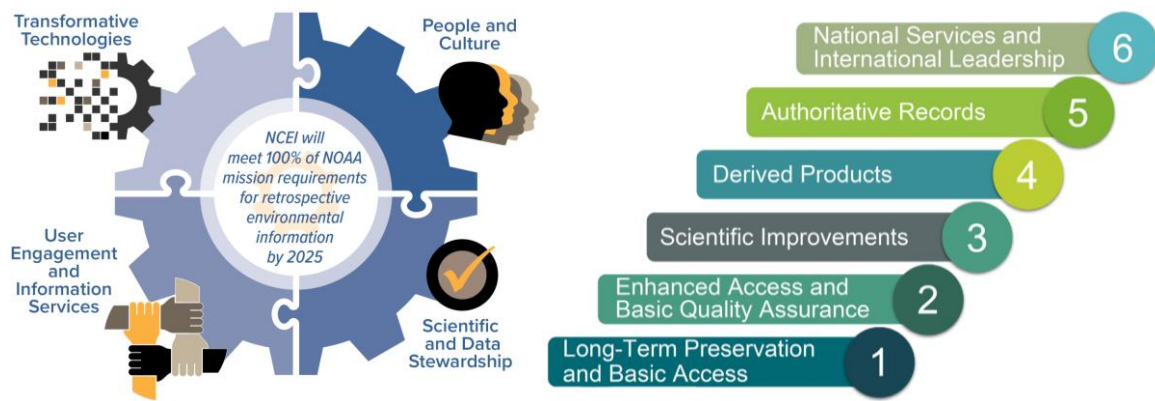 Transformative
Technologies
People and
Culture
NCEI will
meet 100% of NOAA
mission requirements
for retrospective
environmental
information
by 2025
User
Engagement and
Information
Services
Scientific
and Data
Stewardship
National Services and
International Leadership
6
Authoritative Records
5
Derived Products
4
Scientific Improvements
3
Enhanced Access and
Basic Quality Assurance
2
Long-Term Preservation
and Basic Access
1